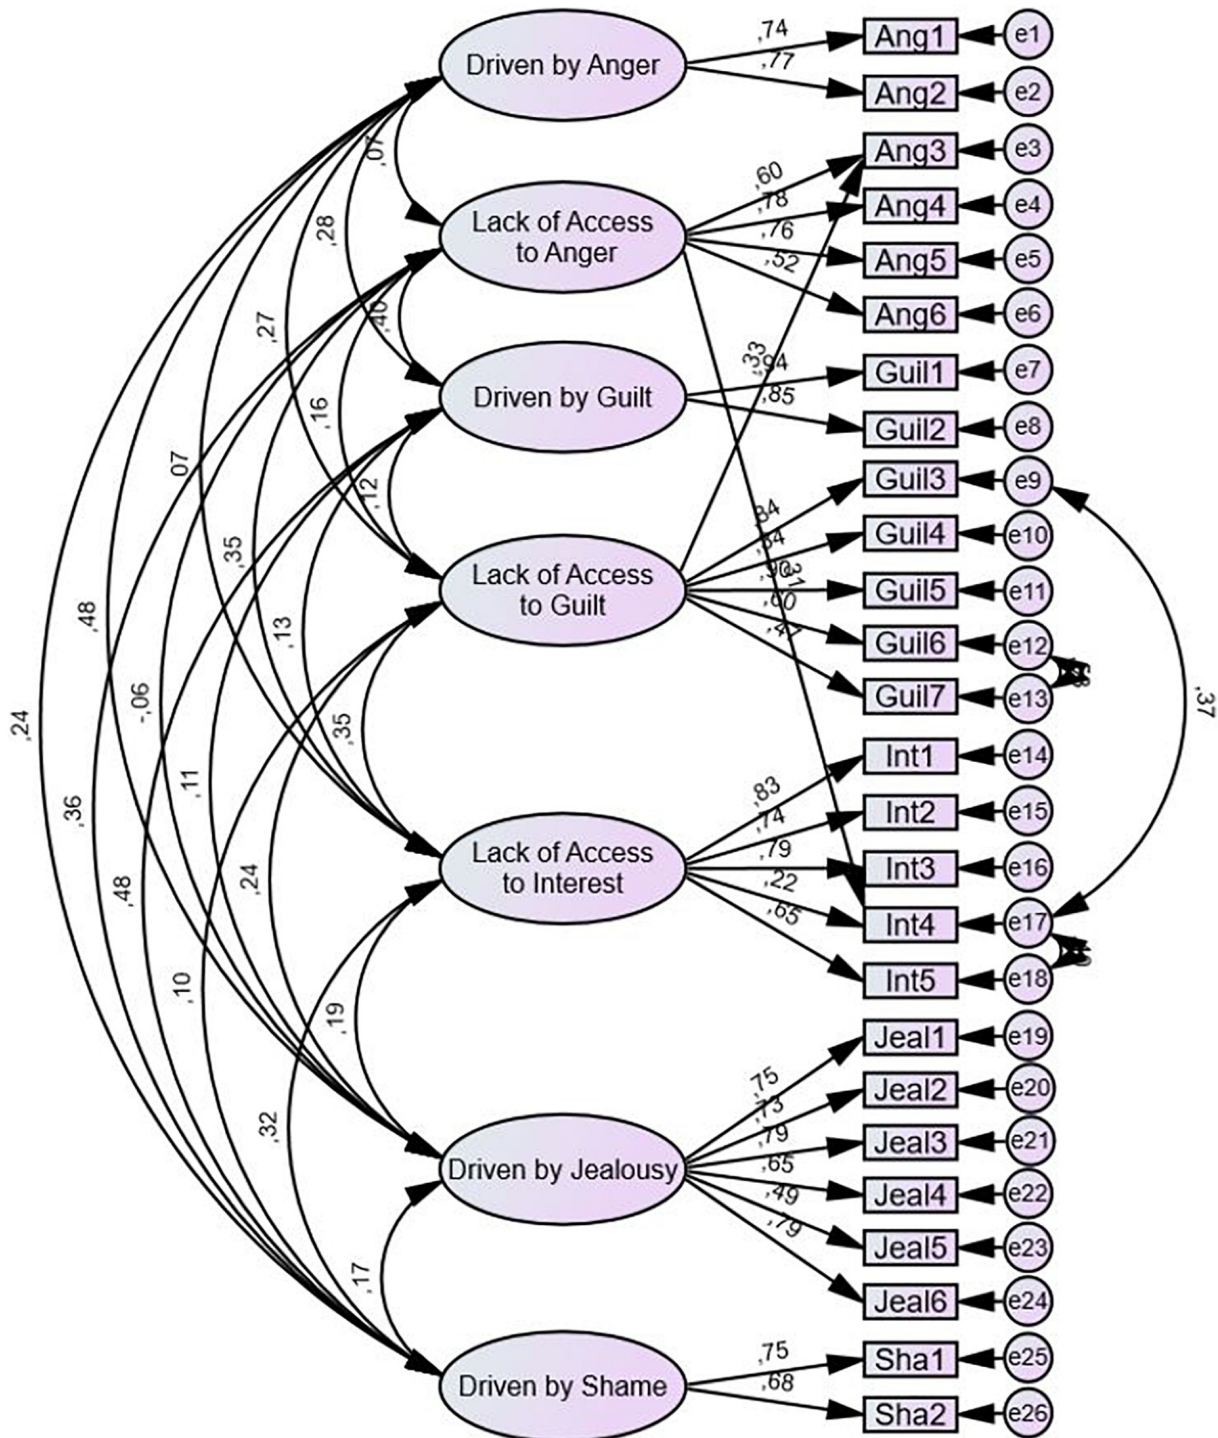 Driven by Anger
Lack of Access
to Anger
Driven by Guilt
Lack of Access
to Guilt
Lack of Access
to Interest
Driven by Jealousy
Driven by Shame
Ang1
Ang2
Ang3
Ang4
Ang5
Ang6
Guil1
Guil2
Guil3
Guil4
Guil5
Guil6
Guil7
Int1
Int2
Int3
Int4
Int5
Jeal1
Jeal2
Jeal3
Jeal4
Jeal5
Jeal6
Sha1
Sha2
e1
e2
e3
e4
e5
e6
e7
e8
e9
e10
e11
e12
e13
e14
e15
e16
e17
e18
e19
e20
e21
e22
e23
e24
e25
e26
,74
,77
,60
,78
,76
,52
,33
,94
,85
,83
,74
,79
,22
,65
,75
,73
,79
,65
,49
,79
,75
,68
,07
,28
,27
,40
,16
07
,12
,35
,48
,13
-,06
,24
,35
,11
,36
,48
,24
,10
,19
,32
,17
,37